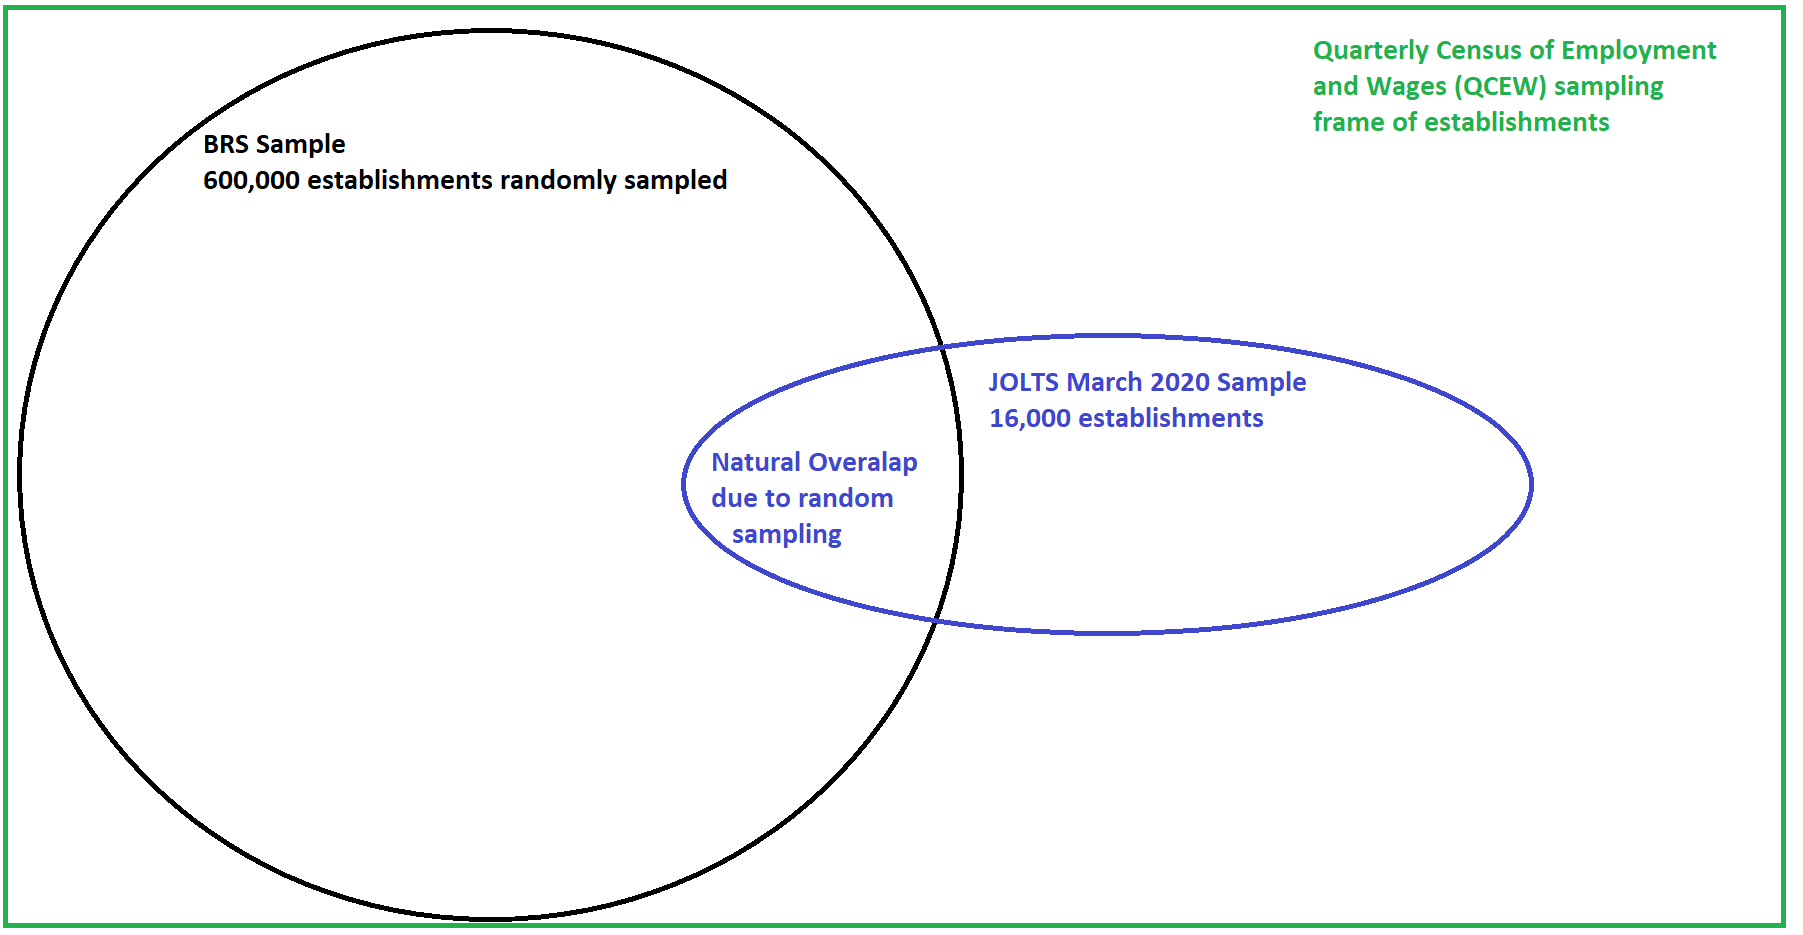 Quarterly Census of Employment
and Wages (QCEW) sampling
frame of establishments
BRS Sample
600,000 establishments randomly sampled
JOLTS March 2020 Sample
16,000 establishments
Natural Overalap
due to random
sampling